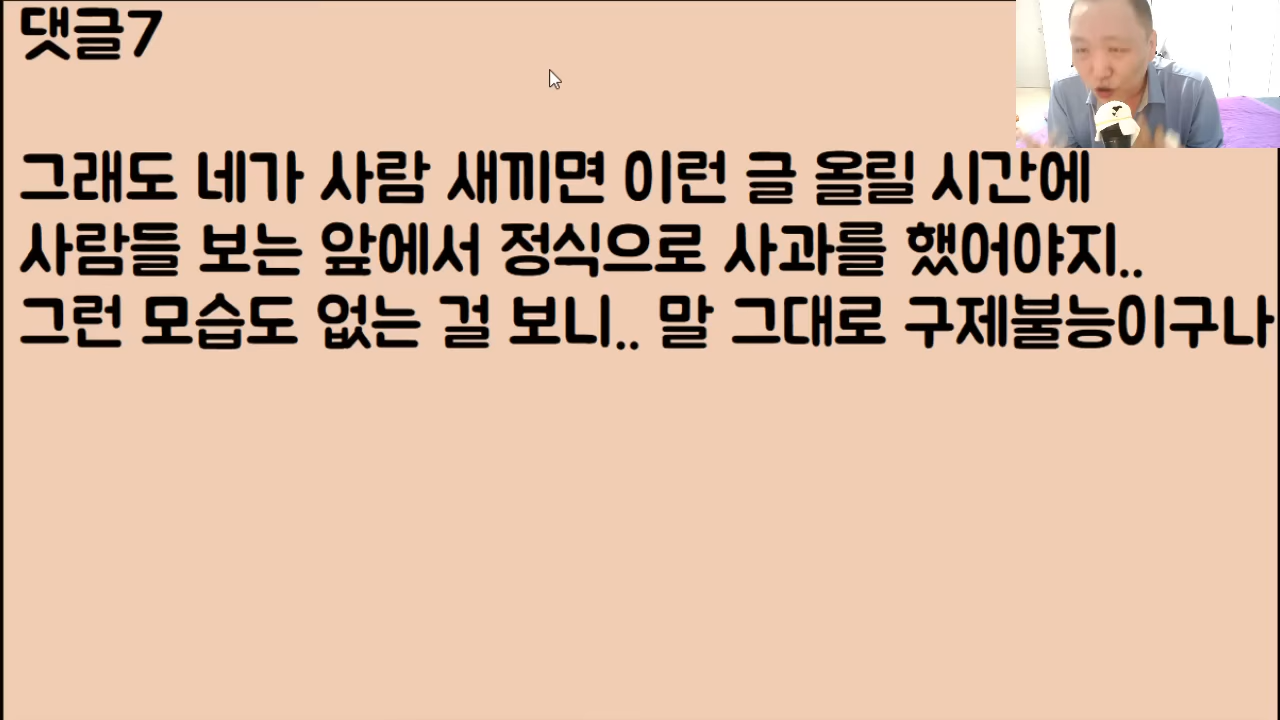 댓글7
그래도 네가 사람 새끼면 이런 글 올릴 시간에
사람들 보는 앞에서 정식으로 사과를 했어야지..
그런 모습도 없는 걸 보니.. 말 그대로 구제불능이구나